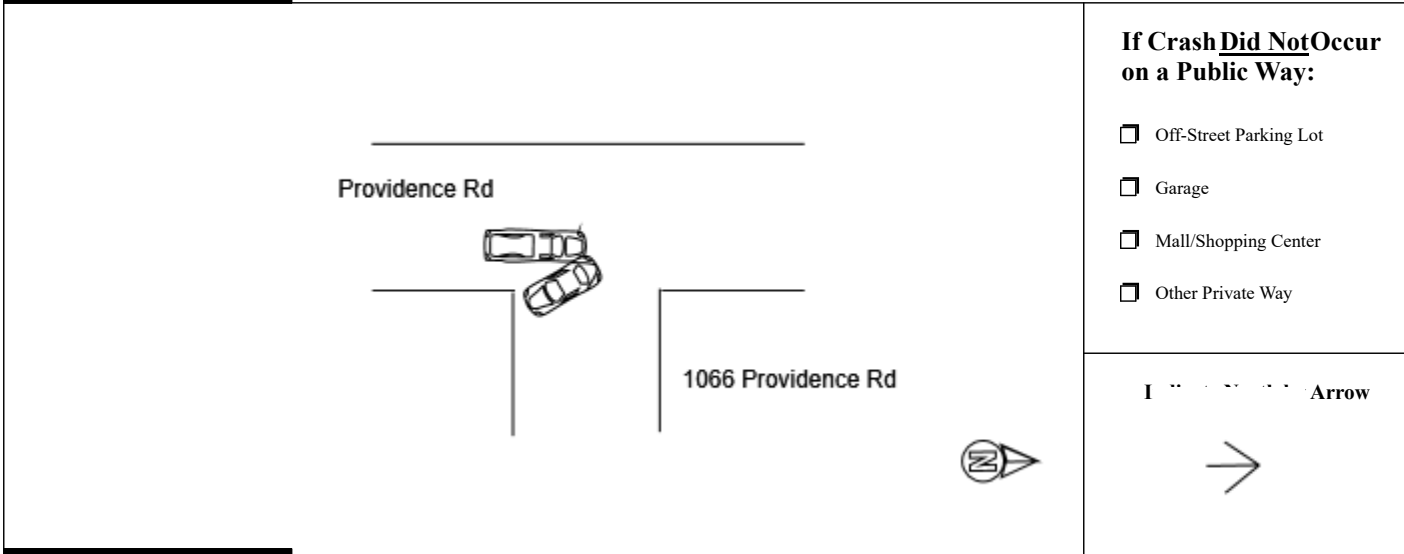 Providence Rd
1066 Providence Rd
N
If Crash Did Not Occur
on a Public Way:
Off-Street Parking Lot
Garage
Mall/Shopping Center
Other Private Way
Arrow